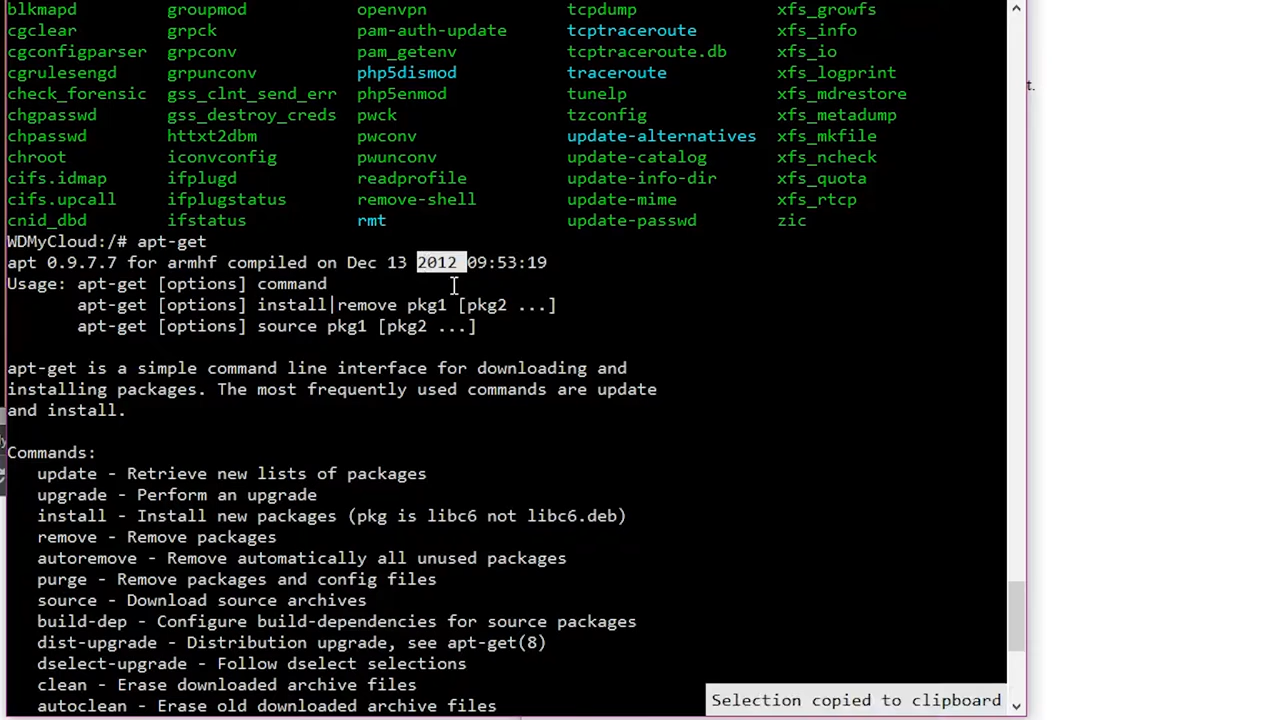 blkmapd groupmod openvpn tcpdump xfs_growfs
cgclear grpck pam-auth-update tcptraceroute xfs_info
cgconfigparser grpconv pam_getenv tcptraceroute.db xfs_io
cgrulesengd grpunconv php5dismod traceroute xfs_logprint
check_forensic gss_clnt_send_err php5enmod tunelp xfs_mdrestore
chgpasswd gss_destroy_creds pwck tzconfig xfs_metadump
chpasswd httxt2dbm pwconv update-alternatives xfs_mkfile
chroot iconvconfig pwunconv update-catalog xfs_ncheck
cifs.idmap ifplugd readprofile update-info-dir xfs_quota
cifs.upcall ifplugstatus remove-shell update-mime xfs_rtcp
cnid_dbd ifstatus rmt update-passwd zic
WDMyCloud:/# apt-get
apt 0.9.7.7 for armhf compiled on Dec 13 2012 09:53:19
Usage: apt-get [options] command
apt-get [options] install|remove pkg1 [pkg2 ...]
apt-get [options] source pkg1 [pkg2 ...]
apt-get is a simple command line interface for downloading and
installing packages. The most frequently used commands are update
and install.
Commands:
update - Retrieve new lists of packages
upgrade - Perform an upgrade
install - Install new packages (pkg is libc6 not libc6.deb)
remove - Remove packages
autoremove - Remove automatically all unused packages
purge - Remove packages and config files
source - Download source archives
build-dep - Configure build-dependencies for source packages
dist-upgrade - Distribution upgrade, see apt-get(8)
dselect-upgrade - Follow dselect selections
clean - Erase downloaded archive files
autoclean - Erase old downloaded archive files
Selection copied to clipboard
t.